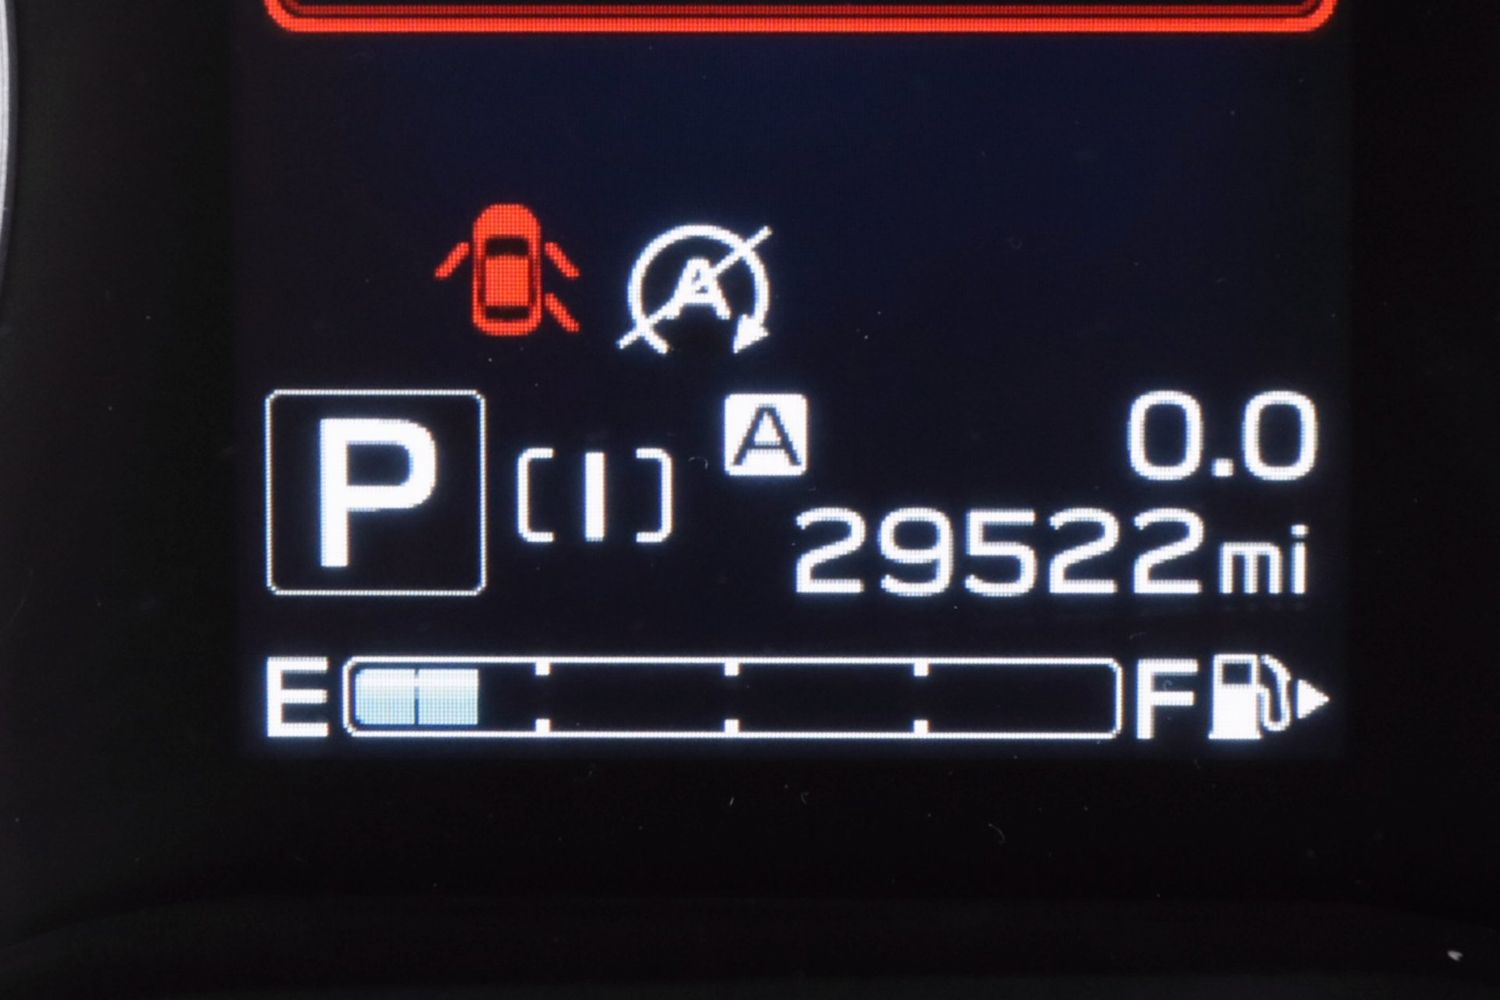 A
A 0.0
P [I]
29522mi
E F